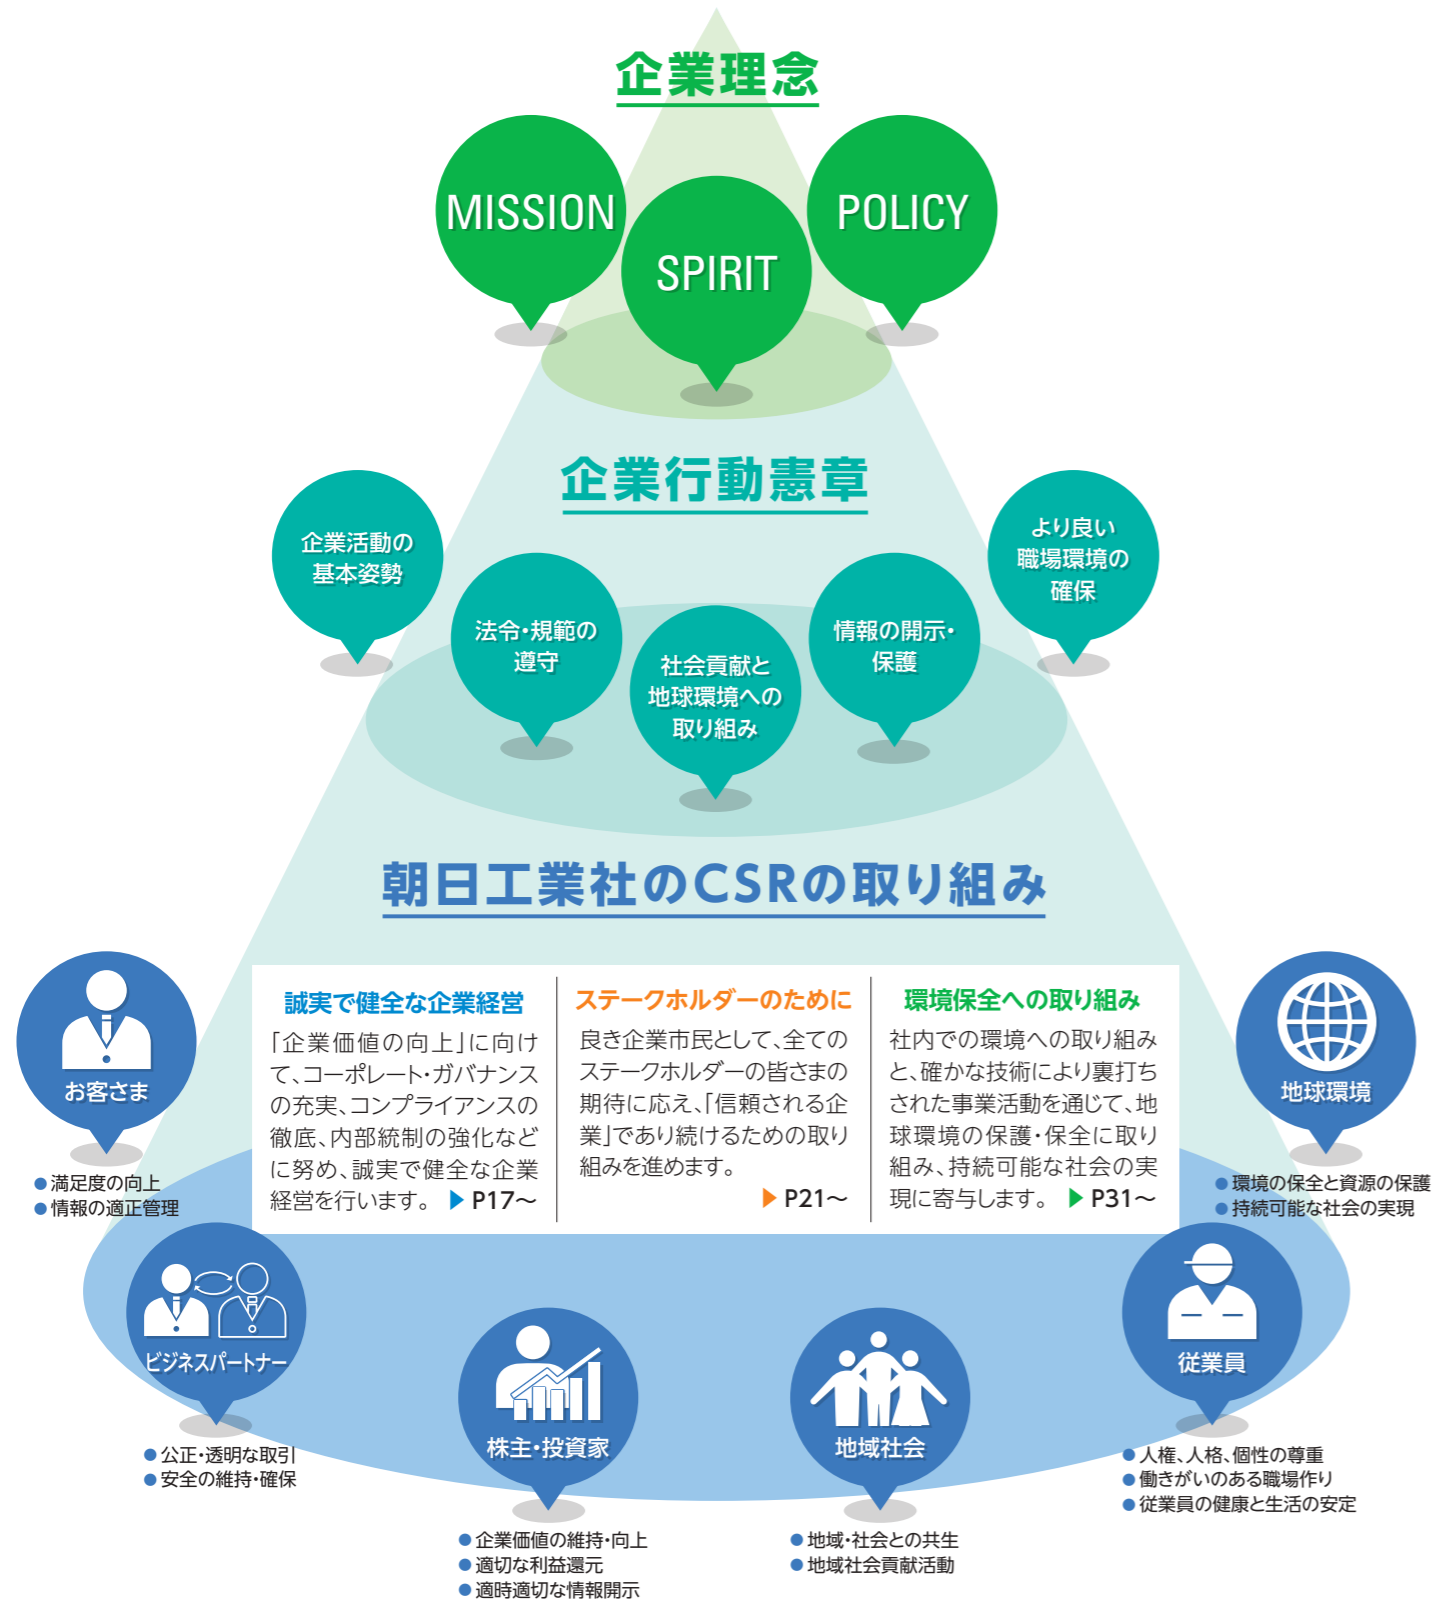 企業理念
MISSION
SPIRIT
POLICY
企業行動憲章
企業活動の
基本姿勢
法令・規範の
遵守
社会貢献と
地球環境への
取り組み
情報の開示・
保護
より良い
職場環境の
確保
朝日工業社のCSRの取り組み
誠実で健全な企業経営
「企業価値の向上」に向け
て、コーポレート・ガバナンス
の充実、コンプライアンスの
徹底、内部統制の強化など
に努め、誠実で健全な企業
経営を行います。 ▶ P17〜
ステークホルダーのために
良き企業市民として、全ての
ステークホルダーの皆さまの
期待に応え、「信頼される企
業」であり続けるための取り
組みを進めます。
▶ P21〜
環境保全への取り組み
社内での環境への取り組み
と、確かな技術により裏打ち
された事業活動を通じて、地
球環境の保護・保全に取り
組み、持続可能な社会の実
現に寄与します。 ▶ P31〜
お客さま
● 満足度の向上
● 情報の適正管理
地球環境
● 環境の保全と資源の保護
● 持続可能な社会の実現
ビジネスパートナー
● 公正・透明な取引
● 安全の維持・確保
株主・投資家
● 企業価値の維持・向上
● 適切な利益還元
● 適時適切な情報開示
地域社会
● 地域・社会との共生
● 地域社会貢献活動
従業員
● 人権、人格、個性の尊重
● 働きがいのある職場作り
● 従業員の健康と生活の安定